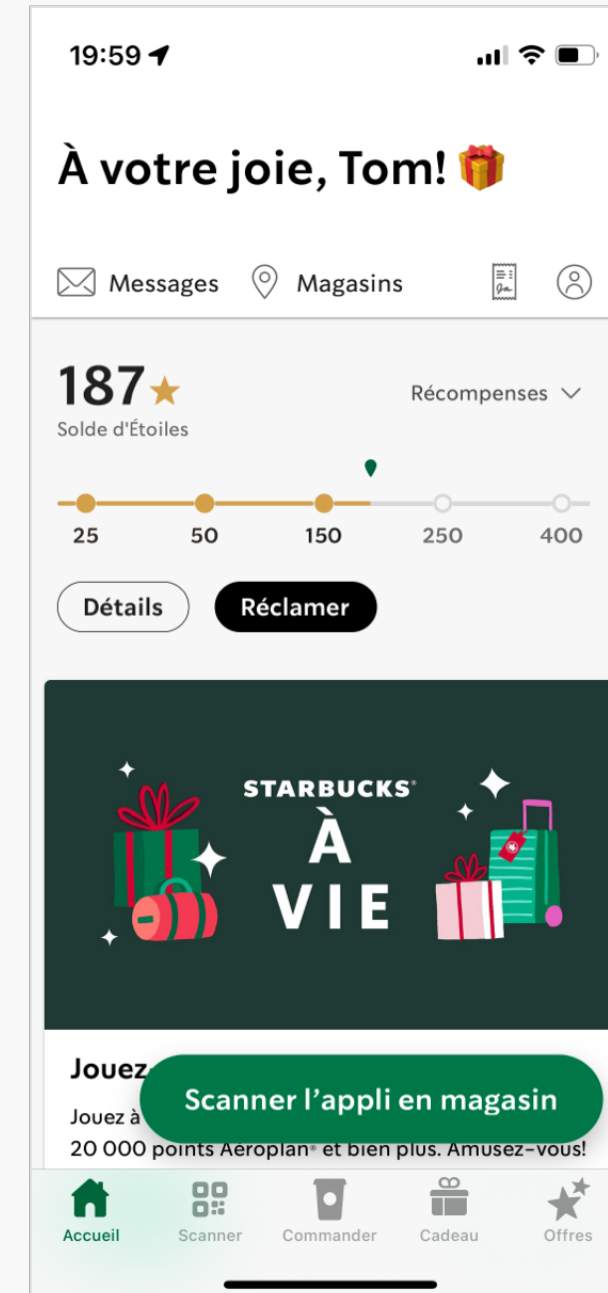 19:59
À votre joie, Tom!
Messages Magasins
187
Récompenses
Solde d'Étoiles
25 50 150 250 400
Détails Réclamer
STARBUCKS
À
VIE
Jouez
Scanner l'appli en magasin
Jouez à
20 000 points Aéroplan® et bien plus. Amusez-vous!
Accueil Scanner Commander Cadeau Offres